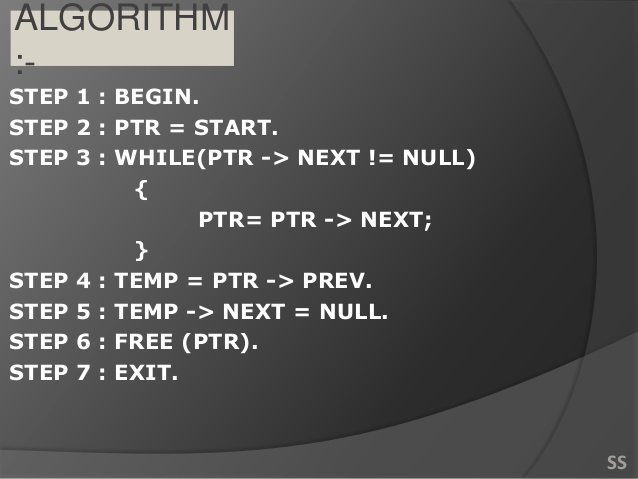 ALGORITHM
:-
STEP 1 : BEGIN.
STEP 2 : PTR = START.
STEP 3 : WHILE(PTR -> NEXT != NULL)
{
PTR= PTR -> NEXT;
}
STEP 4 : TEMP = PTR -> PREV.
STEP 5 : TEMP -> NEXT = NULL.
STEP 6 : FREE (PTR).
STEP 7 : EXIT.
SS